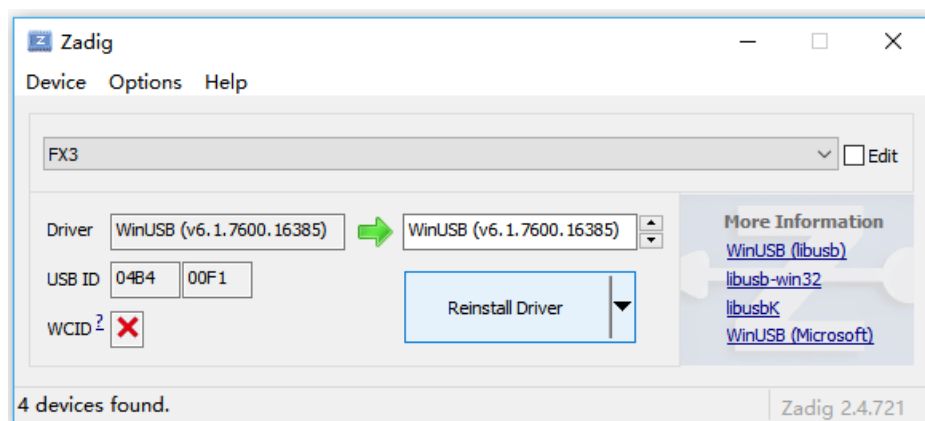 Zadig
Device Options Help
FX3
Edit
Driver WinUSB (v6.1.7600.16385) WinUSB (v6.1.7600.16385)
USB ID 04B4 00F1
WCID ?
Reinstall Driver
More Information
WinUSB (libusb)
libusb-win32
libusbK
WinUSB (Microsoft)
4 devices found.
Zadig 2.4.721